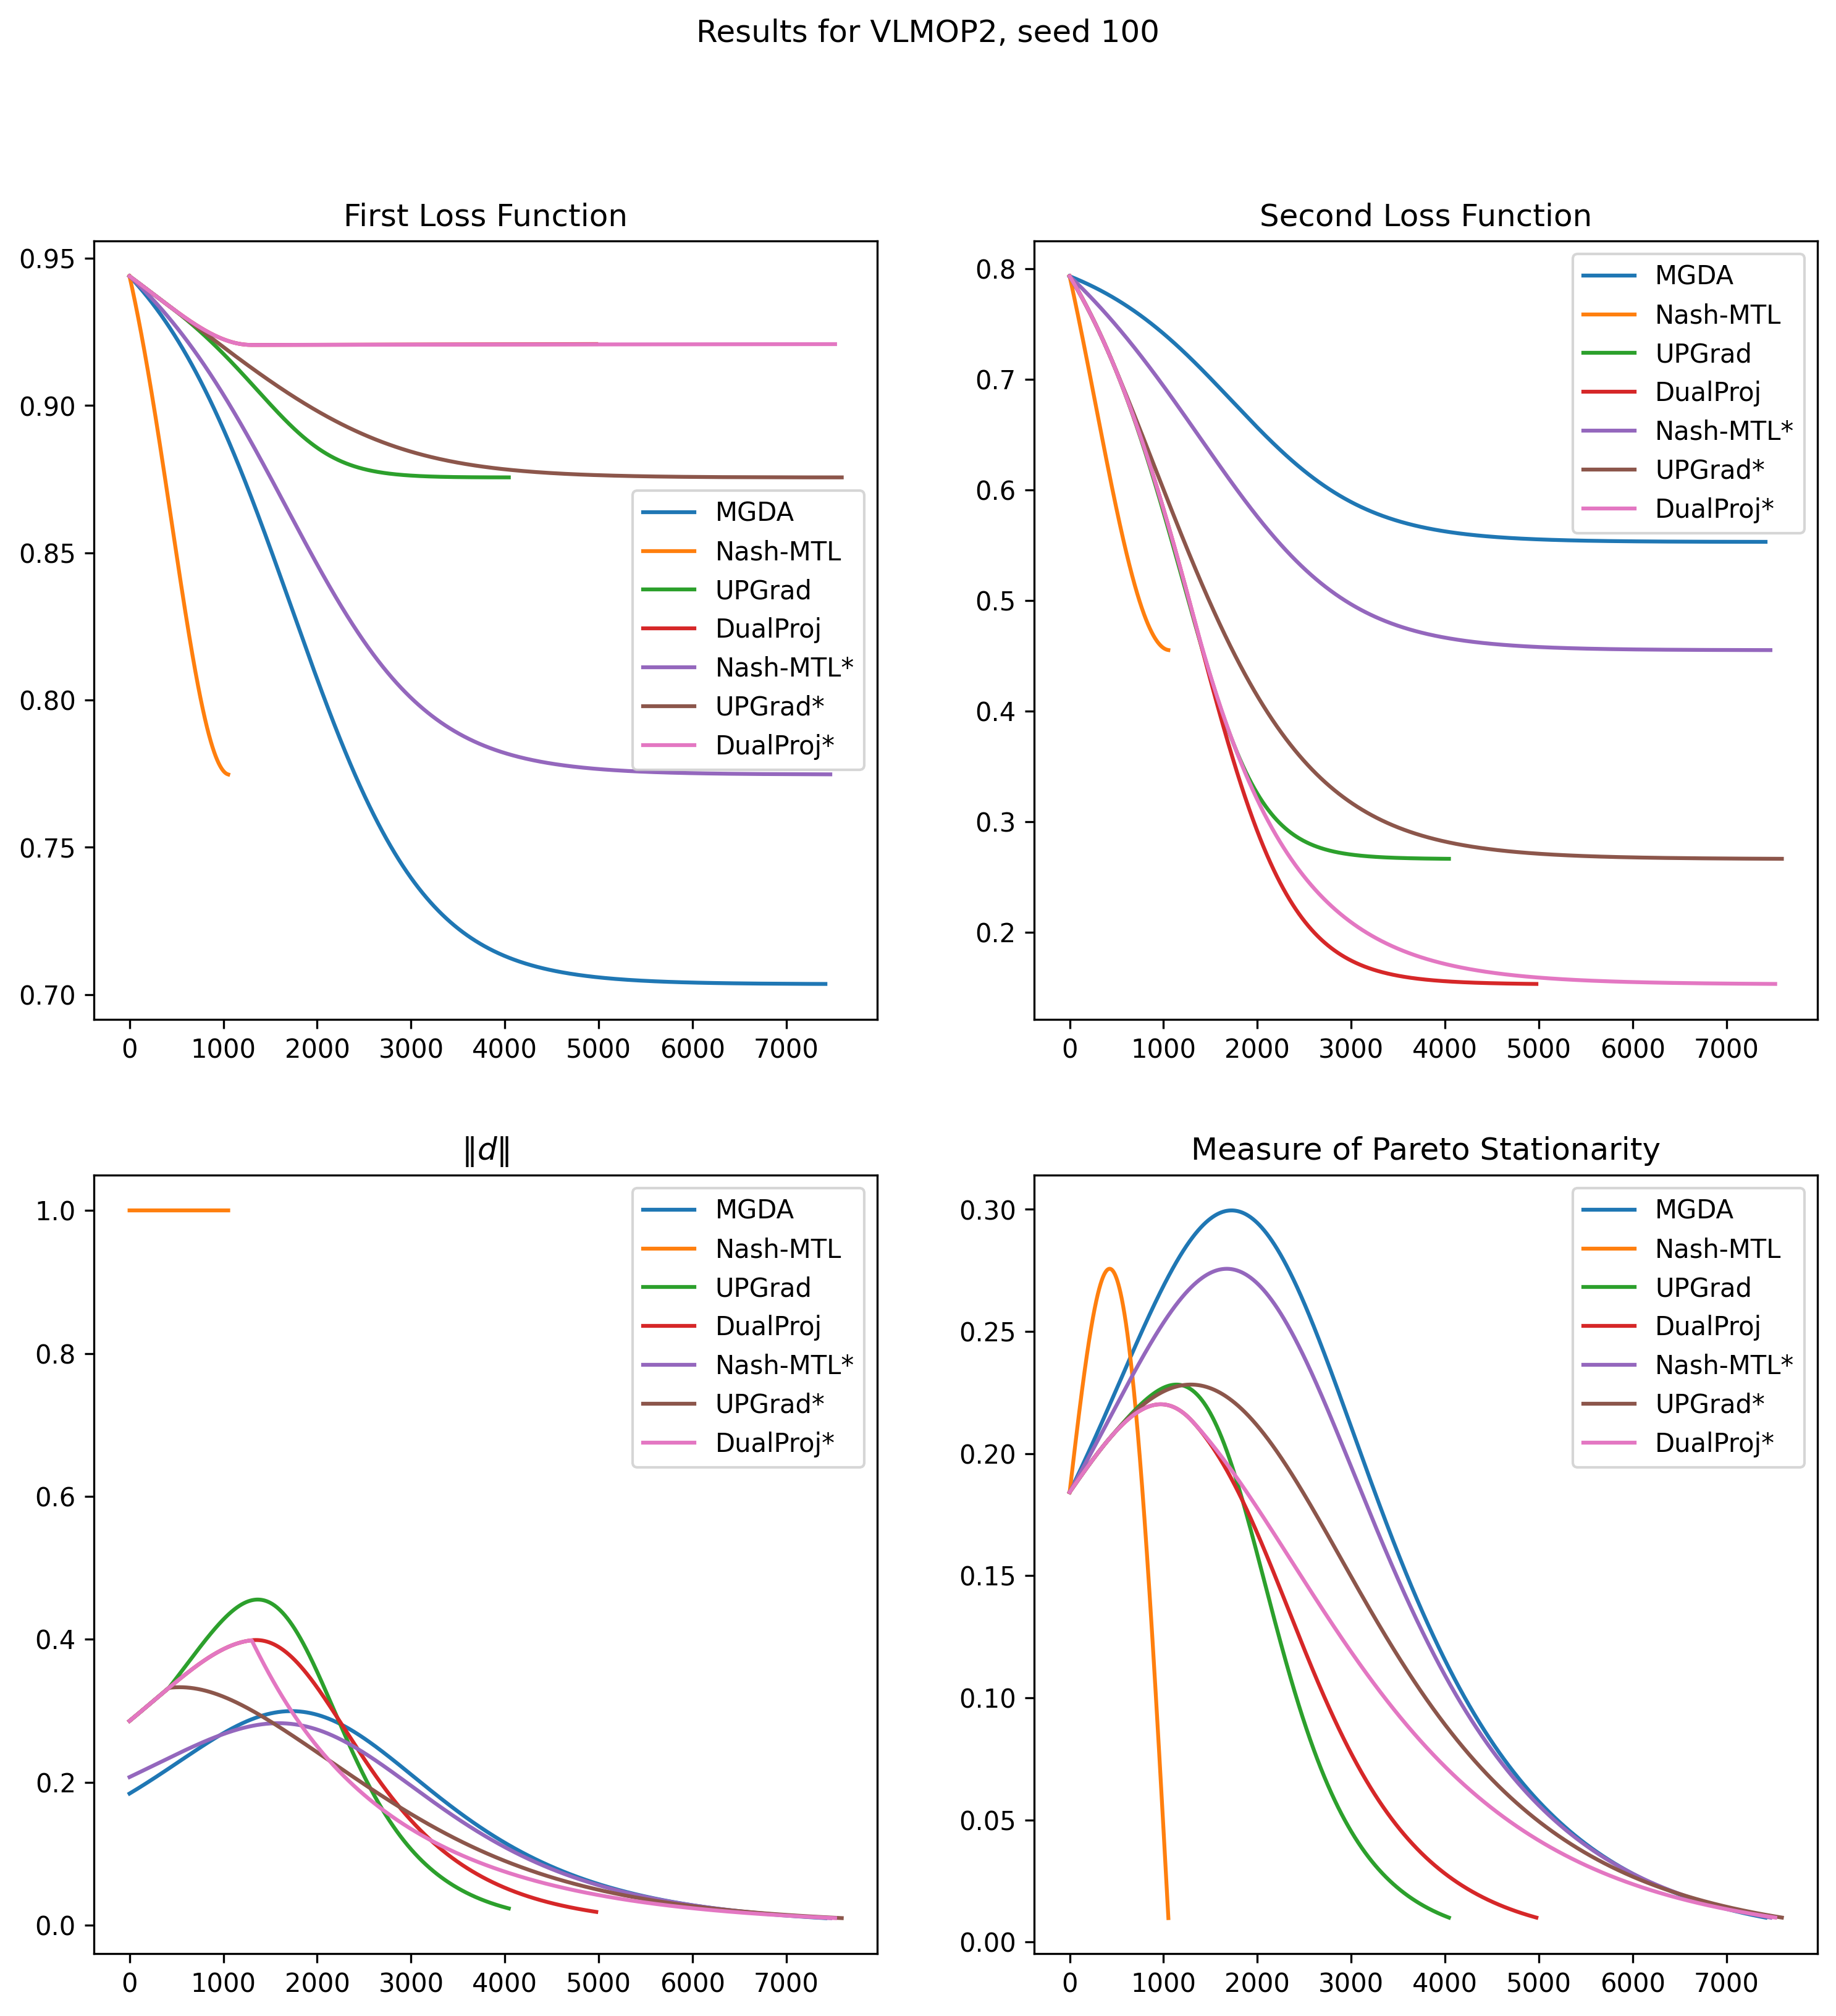 Results for VLMOP2, seed 100
First Loss Function
0.95
0.90
0.85
0.80
0.75
0.70
0 1000 2000 3000 4000 5000 6000 7000
MGDA
Nash-MTL
UPGrad
DualProj
Nash-MTL*
UPGrad*
DualProj*
Second Loss Function
0.8
0.7
0.6
0.5
0.4
0.3
0.2
0 1000 2000 3000 4000 5000 6000 7000
MGDA
Nash-MTL
UPGrad
DualProj
Nash-MTL*
UPGrad*
DualProj*
‖d‖
1.0
0.8
0.6
0.4
0.2
0.0
0 1000 2000 3000 4000 5000 6000 7000
MGDA
Nash-MTL
UPGrad
DualProj
Nash-MTL*
UPGrad*
DualProj*
Measure of Pareto Stationarity
0.30
0.25
0.20
0.15
0.10
0.05
0.00
0 1000 2000 3000 4000 5000 6000 7000
MGDA
Nash-MTL
UPGrad
DualProj
Nash-MTL*
UPGrad*
DualProj*